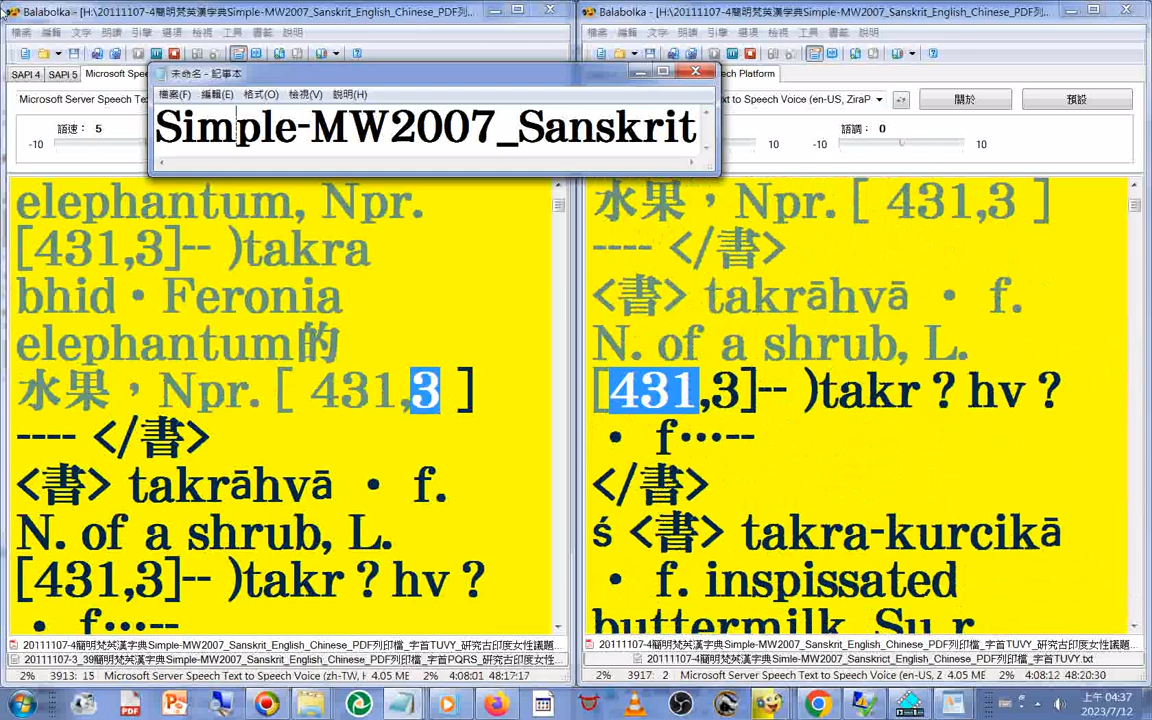 Balabolka - [H:\20111107-4簡明梵英漢字典Simple-MW2007_Sanskrit_English_Chinese_PDF列...
檔案 編輯 文字 朗讀 引擎 選項 檢視 工具 書籤 說明
SAPI 4 SAPI 5 Microsoft Spe
Microsoft Server Speech Text
語速： 5
-10
elephantum, Npr.
[431,3]-- )takra
bhid‧Feronia
elephantum的
水果，Npr. [ 431,3 ]
---- </書>
<書> takrāhvā ‧ f.
N. of a shrub, L.
[431,3]-- )takr？hv？
‧ f…--
20111107-4簡明梵英漢字典Simple-MW2007_Sanskrit_English_Chinese_PDF列印檔_字首TUVY_研究古印度女性議題...
20111107-3_39簡明梵英漢字典Simple-MW2007_Sanskrit_English_Chinese_PDF列印檔_字首PQRS_研究古印度女性...
2% 3913: 15 Microsoft Server Speech Text to Speech Voice (zh-TW, H 4.05 ME 2% 4:08:01 48:17:17
未命名 - 記事本
檔案(F) 編輯(E) 格式(O) 檢視(V) 說明(H)
Simple-MW2007_Sanskrit
Balabolka - [H:\20111107-4簡明梵英漢字典Simple-MW2007_Sanskrit_English_Chinese_PDF列...
檔案 編輯 文字 朗讀 引擎 選項 檢視 工具 書籤 說明
ech Platform
t to Speech Voice (en-US, ZiraP 關於 預設
語調： 0
10 -10 10
水果，Npr. [ 431,3 ]
---- </書>
<書> takrāhvā ‧ f.
N. of a shrub, L.
[431,3]-- )takr？hv？
‧ f…--
</書>
ś <書> takra-kurcikā
‧ f. inspissated
buttermilk, Su r.
20111107-4簡明梵英漢字典Simple-MW2007_Sanskrit_English_Chinese_PDF列印檔_字首TUVY_研究古印度女性議題...
20111107-4簡明梵英漢字典Simle-MW2007_Sanskrict_English_Chinese_PDF列印檔_字首TUVY.txt
2% 3917: 2 Microsoft Server Speech Text to Speech Voice (en-US, Z 4.05 ME 2% 4:08:12 48:20:30
上午 04:37
2023/7/12